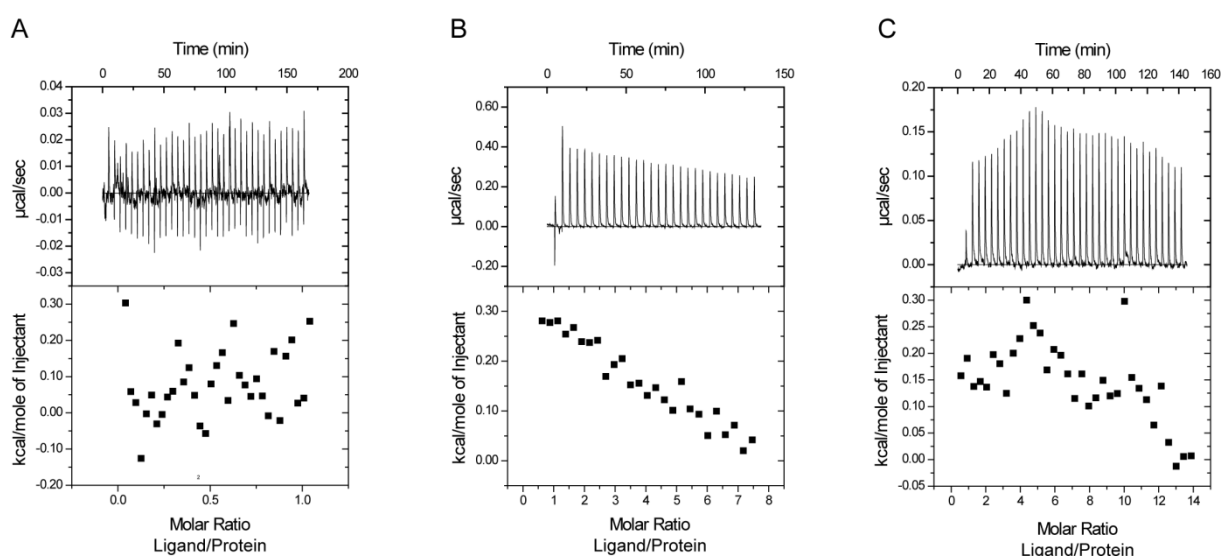 A
Time (min)
0 50 100 150 200
0.04
0.03
0.02
0.01
0.00
-0.01
-0.02
-0.03
µcal/sec
0.30
0.20
0.10
0.00
-0.10
-0.20
kcal/mole of Injectant
2
0.0 0.5 1.0
Molar Ratio
Ligand/Protein
B
Time (min)
0 50 100 150
0.60
0.40
0.20
0.00
-0.20
µcal/sec
0.30
0.20
0.10
0.00
kcal/mole of Injectant
0 1 2 3 4 5 6 7 8
Molar Ratio
Ligand/Protein
C
Time (min)
0 20 40 60 80 100 120 140 160
0.20
0.15
0.10
0.05
0.00
µcal/sec
0.30
0.25
0.20
0.15
0.10
0.05
0.00
-0.05
kcal/mole of Injectant
0 2 4 6 8 10 12 14
Molar Ratio
Ligand/Protein